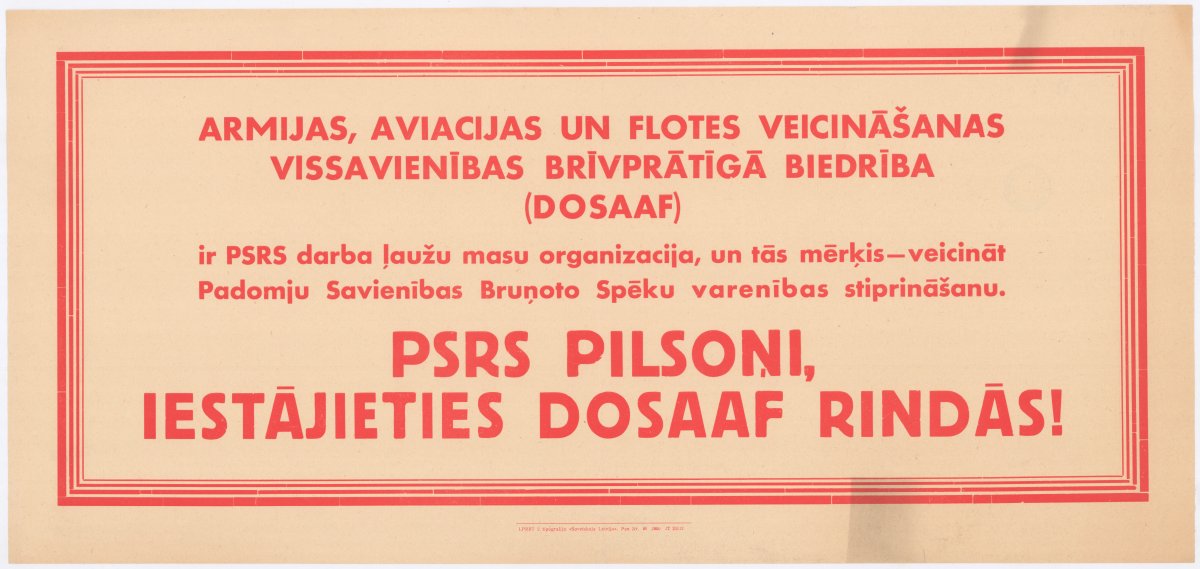 ARMIJAS, AVIACIJAS UN FLOTES VEICINĀŠANAS
VISSAVIENĪBAS BRĪVPRĀTĪGĀ BIEDRĪBA
(DOSAAF)
ir PSRS darba ļaužu masu organizacija, un tās mērķis—veicināt
Padomju Savienības Bruņoto Spēku varenības stiprināšanu.
PSRS PILSOŅI,
IESTĀJIETIES DOSAAF RINDĀS!